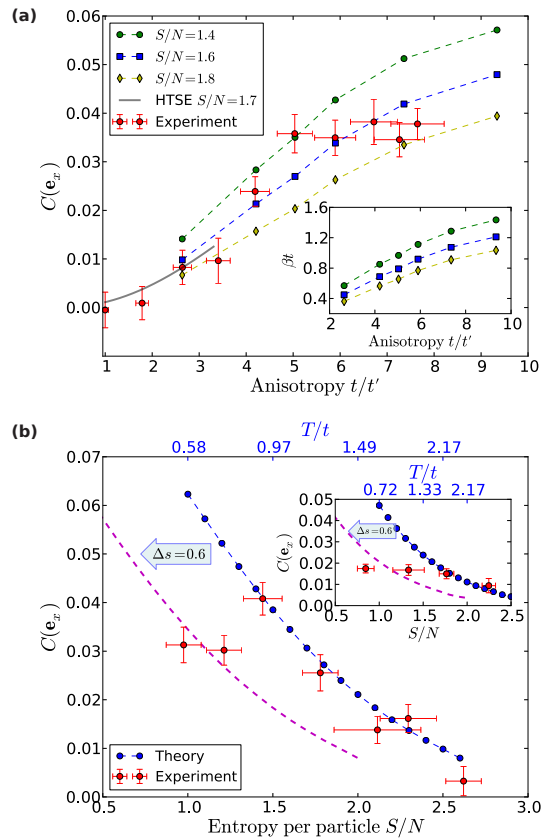 (a)
S/N=1.4
S/N=1.6
S/N=1.8
HTSE S/N=1.7
Experiment
C(e_x)
0.06
0.05
0.04
0.03
0.02
0.01
0.00
1 2 3 4 5 6 7 8 9
Anisotropy t/t′
βt
1.6
1.2
0.8
0.4
2 3 4 5 6 7 8 9 10
Anisotropy t/t′
(b)
T/t
0.58 0.97 1.49 2.17
C(e_x)
0.07
0.06
0.05
0.04
0.03
0.02
0.01
0.00
0.5 1.0 1.5 2.0 2.5 3.0
Entropy per particle S/N
Δs=0.6
Theory
Experiment
T/t
0.72 1.33 2.17
C(e_x)
0.05
0.04
0.03
0.02
0.01
0.00
0.5 1.0 1.5 2.0 2.5
S/N
Δs=0.6